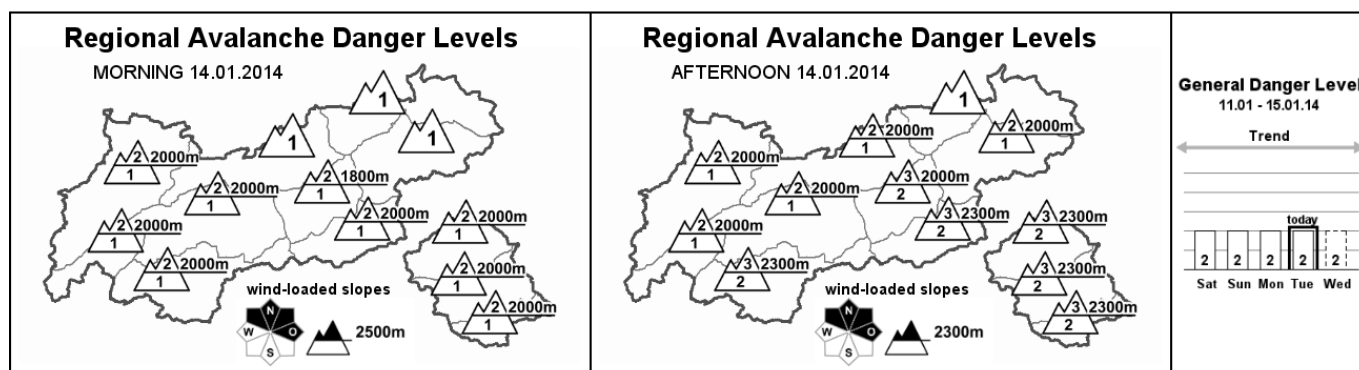 Regional Avalanche Danger Levels
MORNING 14.01.2014
1
1
1
2 2000m
1
2 2000m
1
2 1800m
1
2 2000m
1
2 2000m
1
2 2000m
1
2 2000m
1
2 2000m
1
2 2000m
1
wind-loaded slopes
N
W O
S
2500m
Regional Avalanche Danger Levels
AFTERNOON 14.01.2014
1
2 2000m
1
2 2000m
1
2 2000m
1
2 2000m
1
3 2000m
2
2 2000m
1
3 2300m
2
3 2300m
2
3 2300m
2
3 2300m
2
3 2300m
2
wind-loaded slopes
N
W O
S
2300m
General Danger Level
11.01 - 15.01.14
Trend
today
2 2 2 2 2
Sat Sun Mon Tue Wed